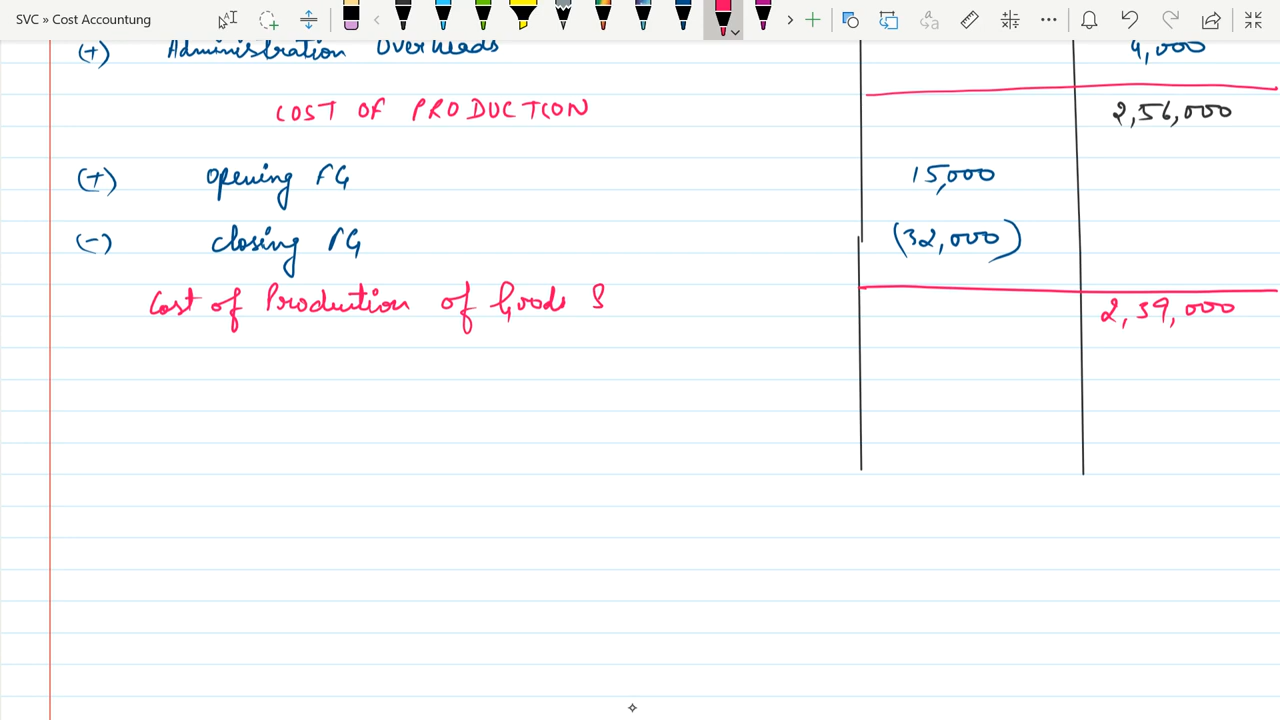 SVC » Cost Accountung
(+) Administration Overheads 4,000
COST OF PRODUCTION 2,56,000
(+) Opening FG 15,000
(-) closing FG (32,000)
Cost of Production of Goods S 2,39,000